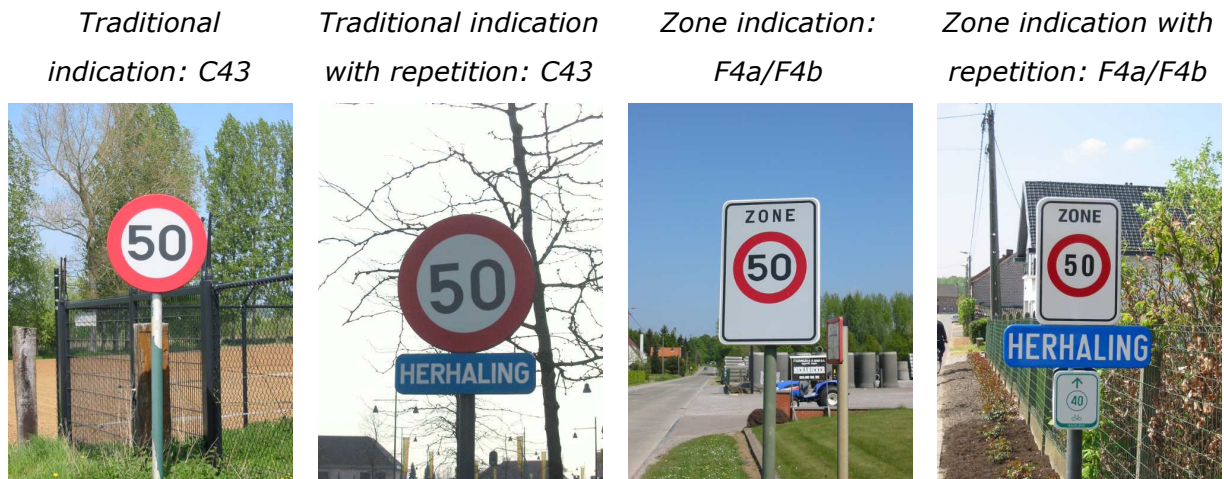 Traditional
indication: C43
Traditional indication
with repetition: C43
Zone indication:
F4a/F4b
Zone indication with
repetition: F4a/F4b
50
50
HERHALING
ZONE
50
ZONE
50
HERHALING
40